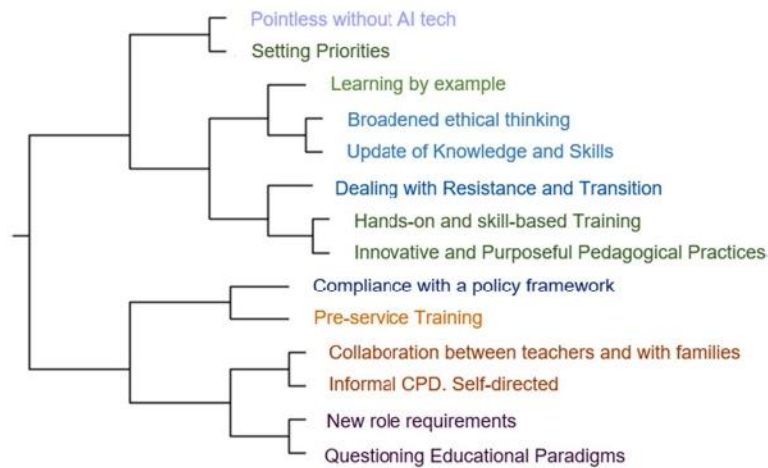 Pointless without AI tech
Setting Priorities
Learning by example
Broadened ethical thinking
Update of Knowledge and Skills
Dealing with Resistance and Transition
Hands-on and skill-based Training
Innovative and Purposeful Pedagogical Practices
Compliance with a policy framework
Pre-service Training
Collaboration between teachers and with families
Informal CPD. Self-directed
New role requirements
Questioning Educational Paradigms